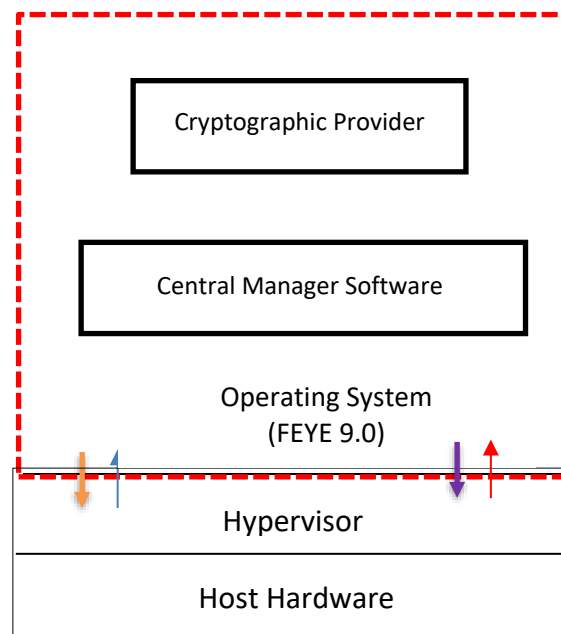 Cryptographic Provider
Central Manager Software
Operating System
(FEYE 9.0)
Hypervisor
Host Hardware